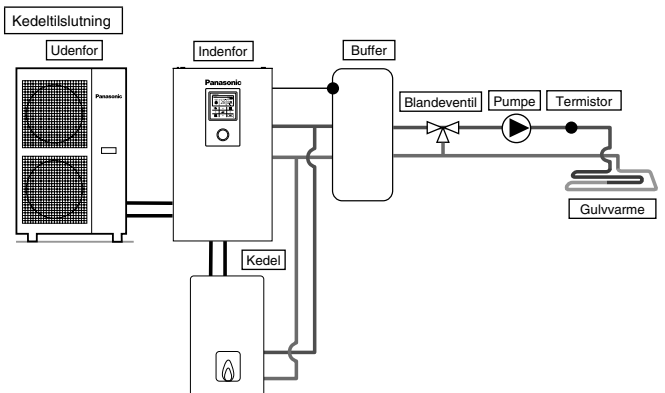 Kedeltilslutning
Udenfor
Indenfor
Buffer
Blandeventil
Pumpe
Termistor
Panasonic
Panasonic
Gulvvarme
Kedel